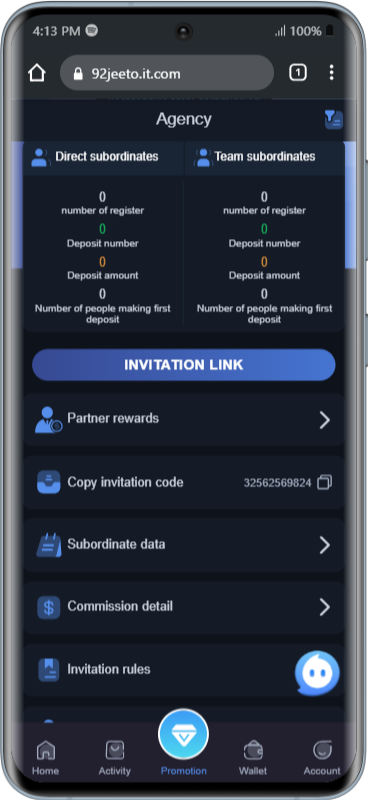 4:13 PM
100%
92jeeto.it.com
1
Agency
Direct subordinates
Team subordinates
0
number of register
0
Deposit number
0
Deposit amount
0
Number of people making first
deposit
0
number of register
0
Deposit number
0
Deposit amount
0
Number of people making first
deposit
INVITATION LINK
Partner rewards
Copy invitation code 32562569824
Subordinate data
Commission detail
Invitation rules
Home Activity Promotion Wallet Account